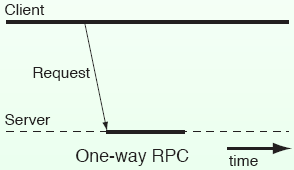 Client
Request
Server
One-way RPC
time